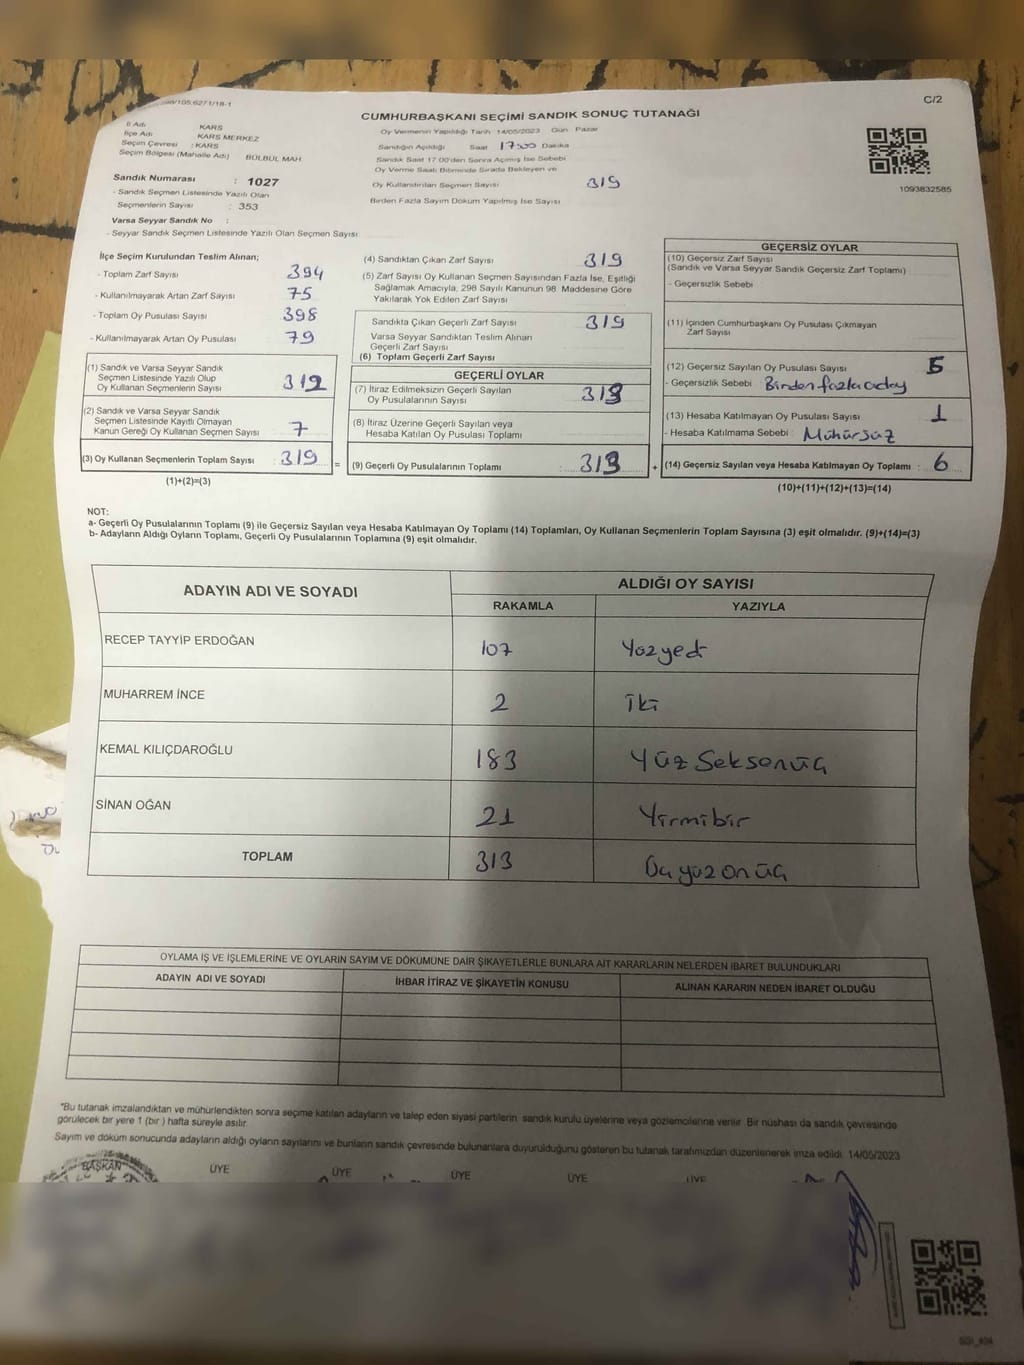 C/2
CUMHURBAŞKANI SEÇİMİ SANDIK SONUÇ TUTANAĞI
İl Adı KARS
İlçe Adı KARS MERKEZ
Seçim Çevresi : KARS
Seçim Bölgesi (Mahalle Adı) BÜLBÜL MAH.
Oy Vermenin Yapıldığı Tarih 14/05/2023 Gün Pazar
Sandığın Açıldığı Saat 17:00 Dakika
Sandık Saat 17.00'den Sonra Açılmış İse Sebebi
Oy Verme Saati Bitiminde Sırada Bekleyen ve
Oy Kullandırılan Seçmen Sayısı 319
Birden Fazla Sayım Döküm Yapılmış İse Sayısı
1093832585
Sandık Numarası : 1027
- Sandık Seçmen Listesinde Yazılı Olan
Seçmenlerin Sayısı : 353
Varsa Seyyar Sandık No :
- Seyyar Sandık Seçmen Listesinde Yazılı Olan Seçmen Sayısı
İlçe Seçim Kurulundan Teslim Alınan;
- Toplam Zarf Sayısı 394
- Kullanılmayarak Artan Zarf Sayısı 75
- Toplam Oy Pusulası Sayısı 398
- Kullanılmayarak Artan Oy Pusulası 79
(1) Sandık ve Varsa Seyyar Sandık
Seçmen Listesinde Yazılı Olup
Oy Kullanan Seçmenlerin Sayısı 312
(2) Sandık ve Varsa Seyyar Sandık
Seçmen Listesinde Kayıtlı Olmayan
Kanun Gereği Oy Kullanan Seçmen Sayısı 7
(3) Oy Kullanan Seçmenlerin Toplam Sayısı : 319
(1)+(2)=(3)
(4) Sandıktan Çıkan Zarf Sayısı 319
(5) Zarf Sayısı Oy Kullanan Seçmen Sayısından Fazla İse, Eşitliği
Sağlamak Amacıyla, 298 Sayılı Kanunun 98. Maddesine Göre
Yakılarak Yok Edilen Zarf Sayısı
Sandıkta Çıkan Geçerli Zarf Sayısı 319
Varsa Seyyar Sandıktan Teslim Alınan
Geçerli Zarf Sayısı
(6) Toplam Geçerli Zarf Sayısı
GEÇERLİ OYLAR
(7) İtiraz Edilmeksizin Geçerli Sayılan
Oy Pusulalarının Sayısı 313
(8) İtiraz Üzerine Geçerli Sayılan veya
Hesaba Katılan Oy Pusulası Toplamı
= (9) Geçerli Oy Pusulalarının Toplamı : 313 +
GEÇERSİZ OYLAR
(10) Geçersiz Zarf Sayısı
(Sandık ve Varsa Seyyar Sandık Geçersiz Zarf Toplamı)
- Geçersizlik Sebebi
(11) İçinden Cumhurbaşkanı Oy Pusulası Çıkmayan
Zarf Sayısı
(12) Geçersiz Sayılan Oy Pusulası Sayısı 5
- Geçersizlik Sebebi Birden fazla aday
(13) Hesaba Katılmayan Oy Pusulası Sayısı 1
- Hesaba Katılmama Sebebi : Mühürsüz
(14) Geçersiz Sayılan veya Hesaba Katılmayan Oy Toplamı : 6
(10)+(11)+(12)+(13)=(14)
NOT:
a- Geçerli Oy Pusulalarının Toplamı (9) ile Geçersiz Sayılan veya Hesaba Katılmayan Oy Toplamı (14) Toplamları, Oy Kullanan Seçmenlerin Toplam Sayısına (3) eşit olmalıdır. (9)+(14)=(3)
b- Adayların Aldığı Oyların Toplamı, Geçerli Oy Pusulalarının Toplamına (9) eşit olmalıdır.
ADAYIN ADI VE SOYADI ALDIĞI OY SAYISI
RAKAMLA YAZIYLA
RECEP TAYYİP ERDOĞAN 107 Yüzyedi
MUHARREM İNCE 2 İki
KEMAL KILIÇDAROĞLU 183 Yüz Seksenüç
SİNAN OĞAN 21 Yirmibir
TOPLAM 313 Üçyüzonüç
OYLAMA İŞ VE İŞLEMLERİNE VE OYLARIN SAYIM VE DÖKÜMÜNE DAİR ŞİKAYETLERLE BUNLARA AİT KARARLARIN NELERDEN İBARET BULUNDUKLARI
ADAYIN ADI VE SOYADI İHBAR İTİRAZ VE ŞİKAYETİN KONUSU ALINAN KARARIN NEDEN İBARET OLDUĞU
*Bu tutanak imzalandıktan ve mühürlendikten sonra seçime katılan adayların ve talep eden siyasi partilerin sandık kurulu üyelerine veya gözlemcilerine verilir. Bir nüshası da sandık çevresinde
görülecek bir yere 1 (bir) hafta süreyle asılır.
Sayım ve döküm sonucunda adayların aldığı oyların sayılarını ve bunların sandık çevresinde bulunanlara duyurulduğunu gösteren bu tutanak tarafımızdan düzenlenerek imza edildi. 14/05/2023
BAŞKAN ÜYE ÜYE ÜYE ÜYE ÜYE